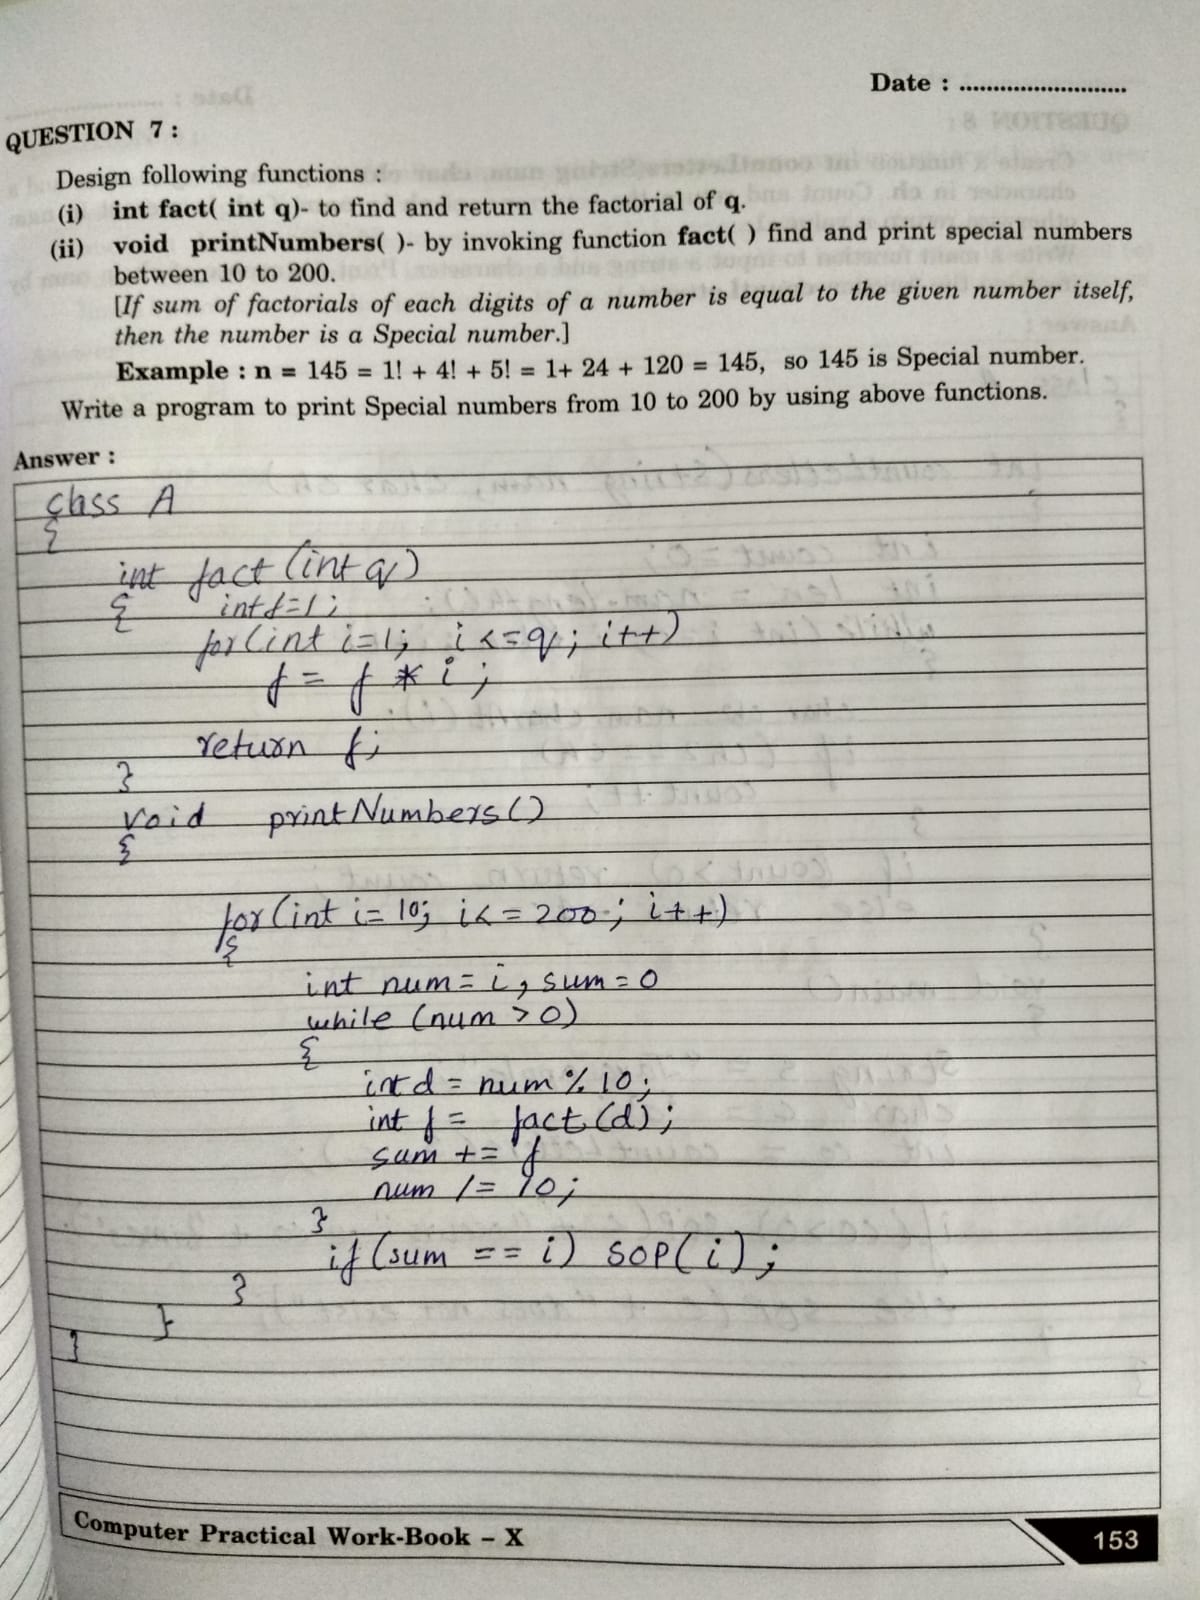 Date : ..........................
QUESTION 7 :
Design following functions :
(i) int fact( int q)- to find and return the factorial of q.
(ii) void printNumbers( )- by invoking function fact( ) find and print special numbers
between 10 to 200.
[If sum of factorials of each digits of a number is equal to the given number itself,
then the number is a Special number.]
Example : n = 145 = 1! + 4! + 5! = 1+ 24 + 120 = 145, so 145 is Special number.
Write a program to print Special numbers from 10 to 200 by using above functions.
Answer :
class A
{
int fact (int q)
{ int f=1;
for(int i=1; i<=q; i++)
f = f * i;
return f;
}
void printNumbers()
{
for(int i=10; i<=200; i++)
{
int num=i, sum=0
while (num >0)
{
int d = num % 10;
int f = fact(d);
sum += f
num /= 10;
}
if(sum == i) SOP(i);
}
}
}
Computer Practical Work-Book – X
153